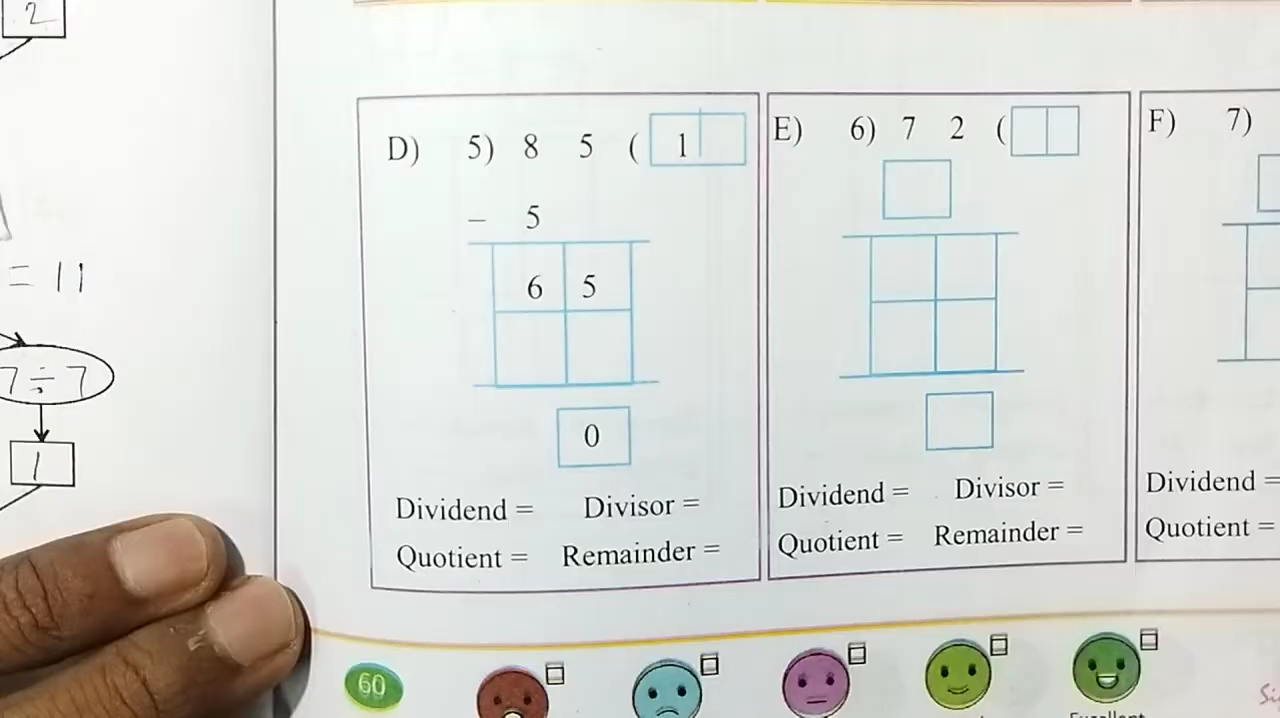 2
= 11
7 ÷ 7
1
D) 5) 8 5 ( 1
– 5
6 5
0
Dividend = Divisor =
Quotient = Remainder =
E) 6) 7 2 (
Dividend = Divisor =
Quotient = Remainder =
F) 7)
Dividend =
Quotient =
60
Excellent